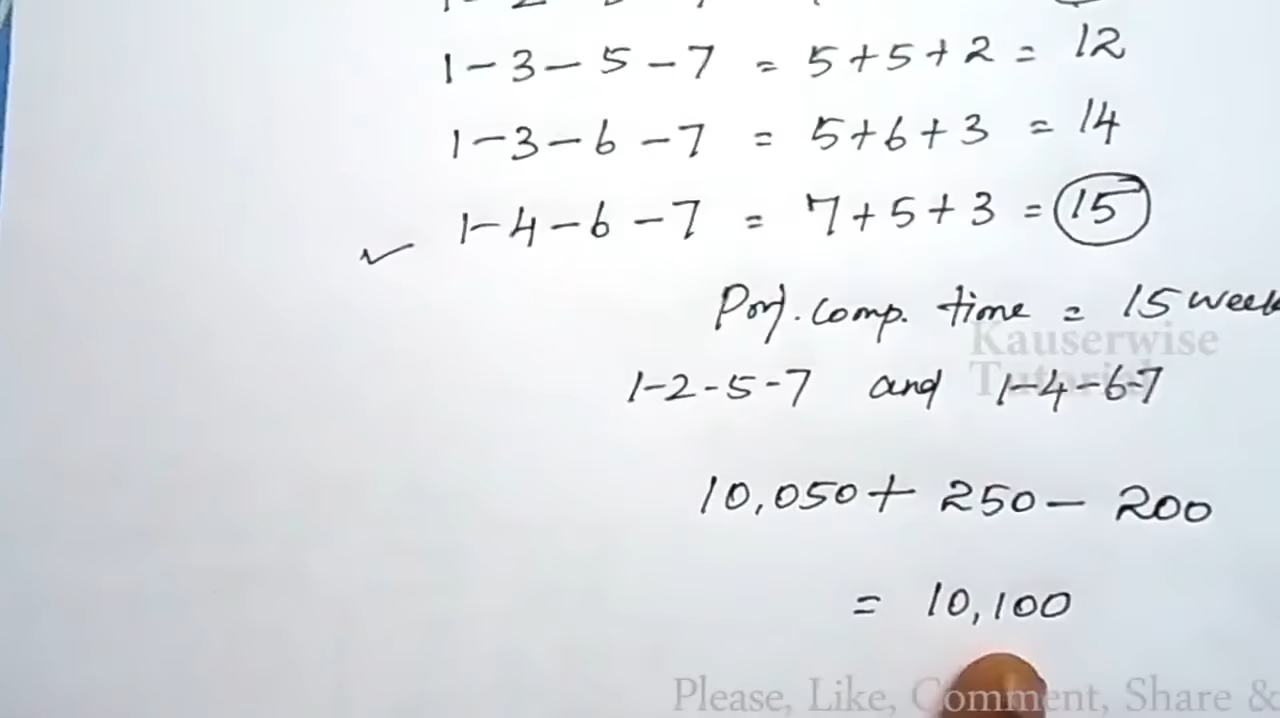 1-3-5-7 = 5+5+2 = 12
1-3-6-7 = 5+6+3 = 14
✓ 1-4-6-7 = 7+5+3 = 15
Proj. comp. time = 15 week
Kauserwise
1-2-5-7 and 1-4-6-7
10,050 + 250 - 200
= 10,100
Please, Like, Comment, Share &